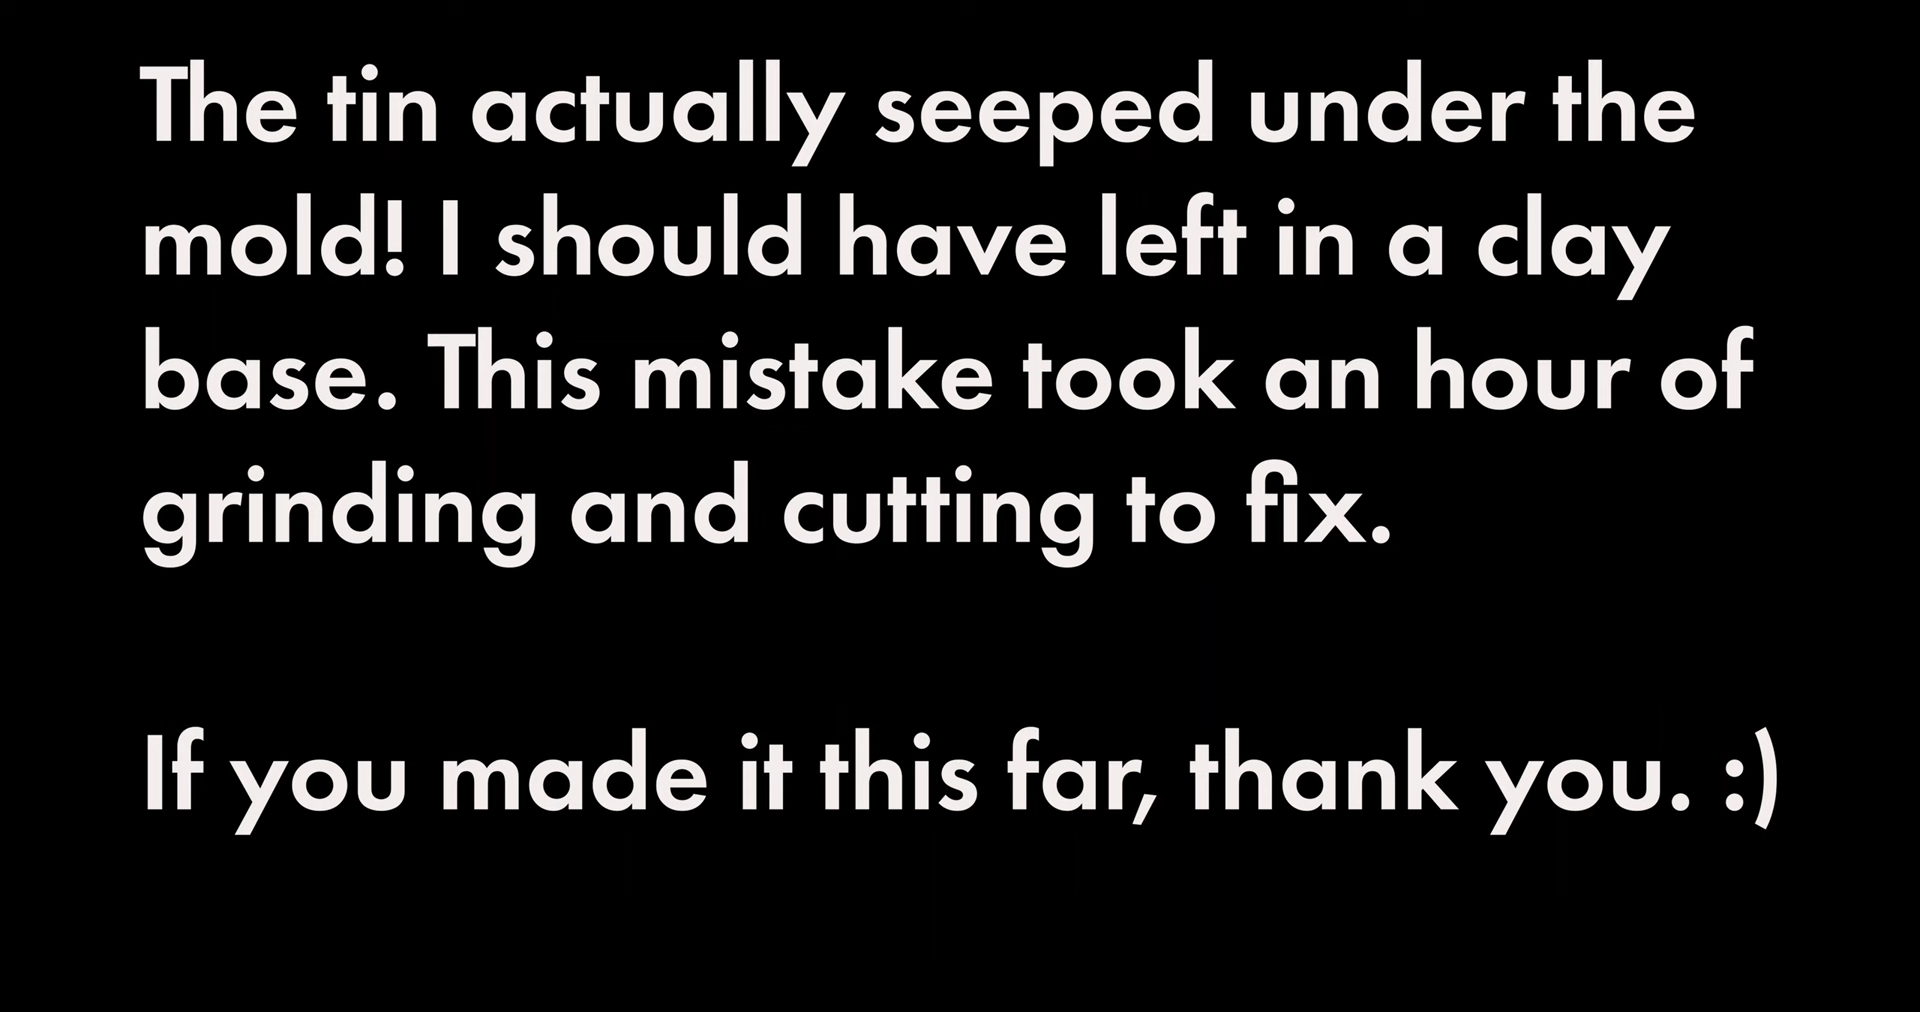 The tin actually seeped under the
mold! I should have left in a clay
base. This mistake took an hour of
grinding and cutting to fix.
If you made it this far, thank you. :)